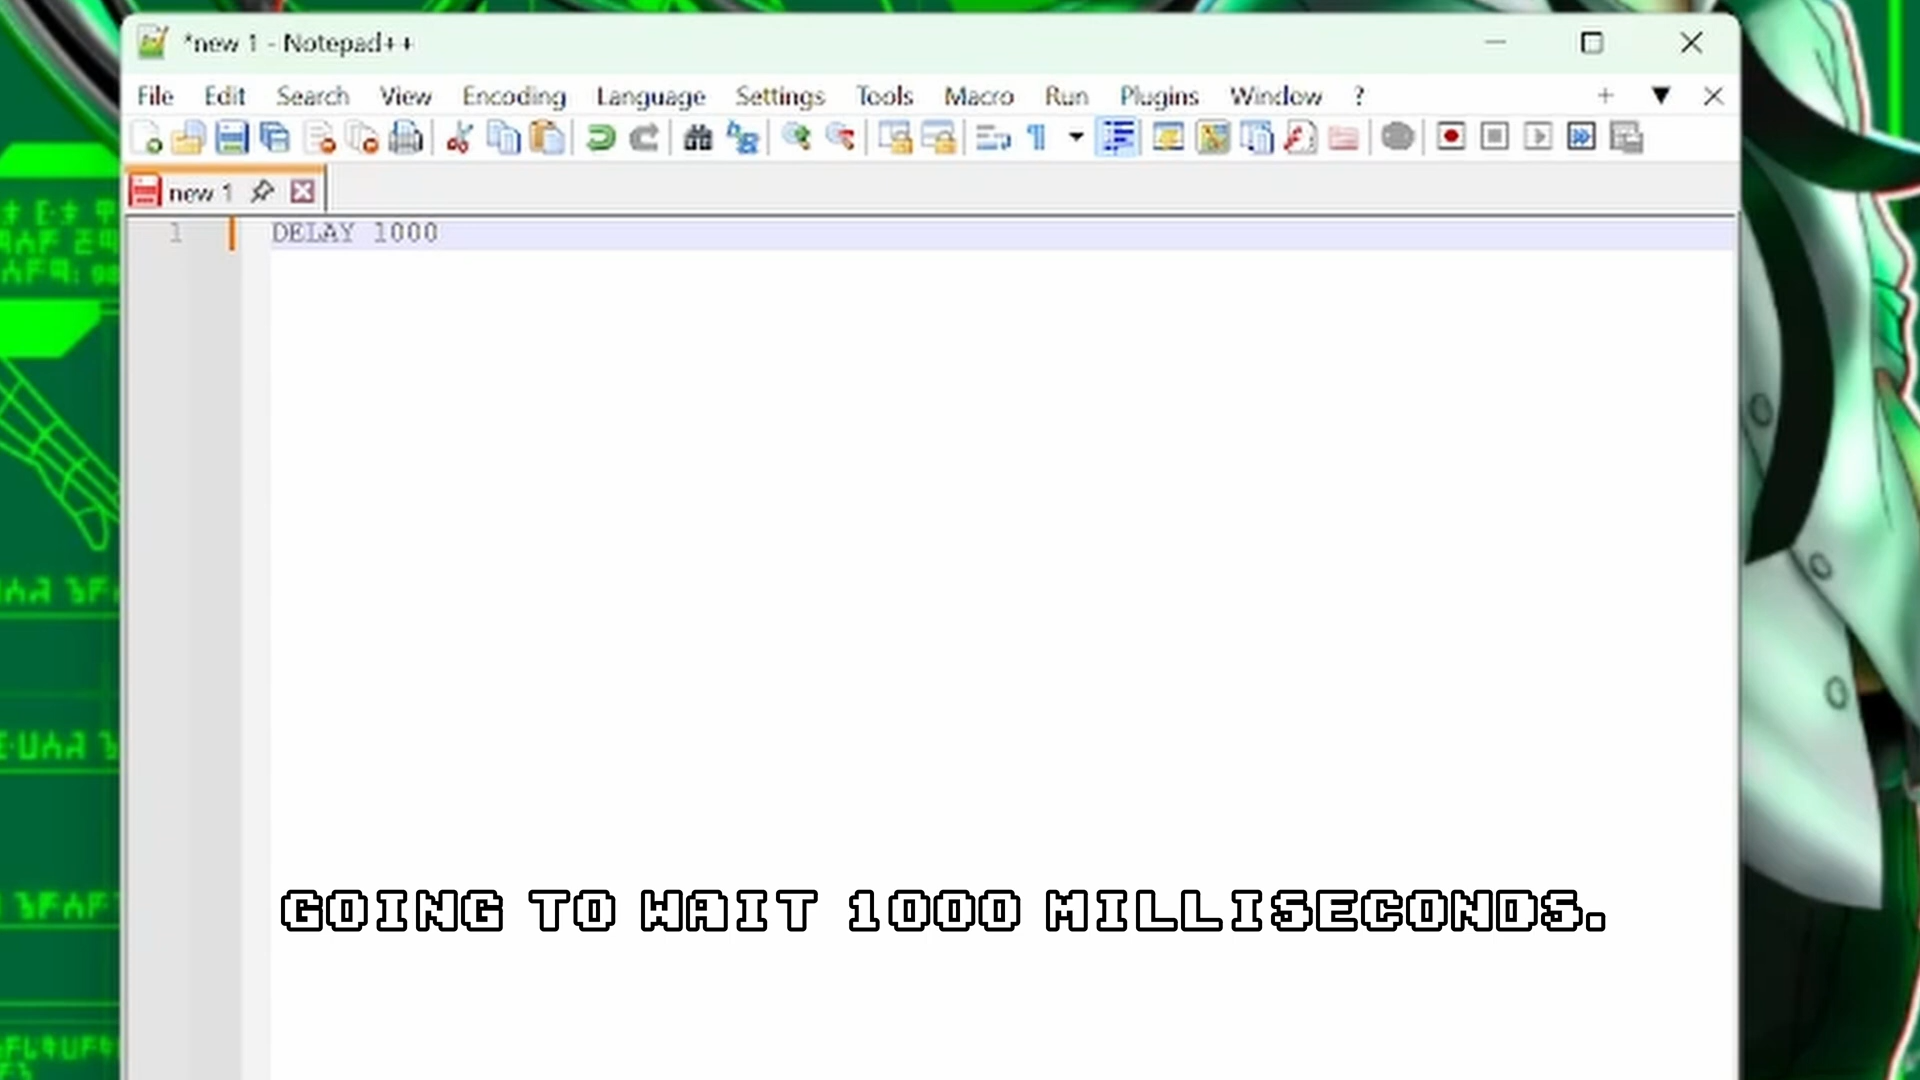 *new 1 - Notepad++
File Edit Search View Encoding Language Settings Tools Macro Run Plugins Window ?
new 1
1 DELAY 1000
GOING TO WAIT 1000 MILLISECONDS.